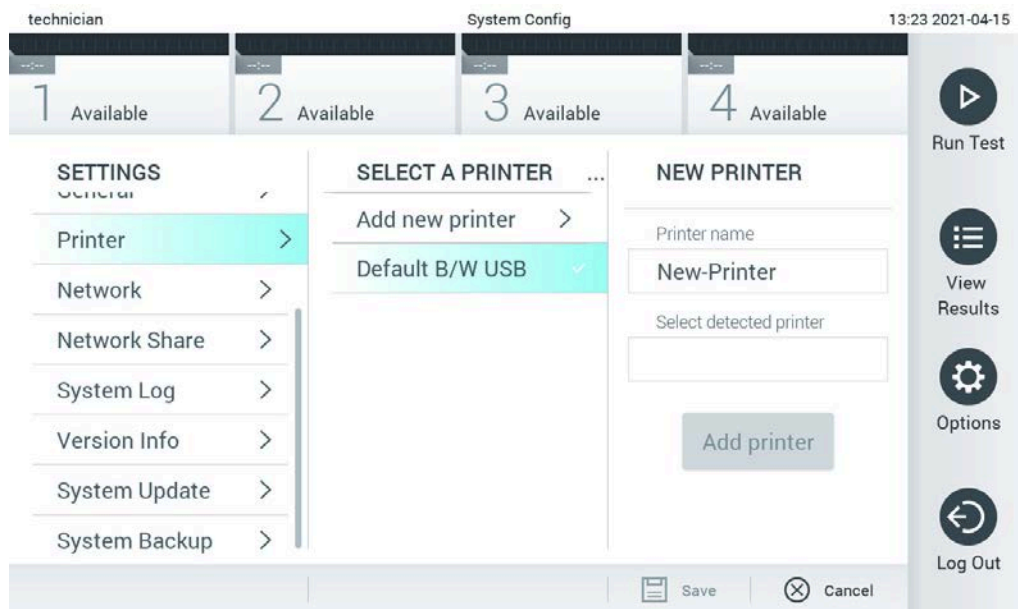 technician System Config 13:23 2021-04-15
--:-- --:-- --:-- --:--
1 Available 2 Available 3 Available 4 Available
Run Test
SETTINGS SELECT A PRINTER ... NEW PRINTER
General
Add new printer
Printer
Printer name
Default B/W USB
New-Printer
Network
View
Results
Select detected printer
Network Share
System Log
Options
Version Info
Add printer
System Update
System Backup
Log Out
Save Cancel